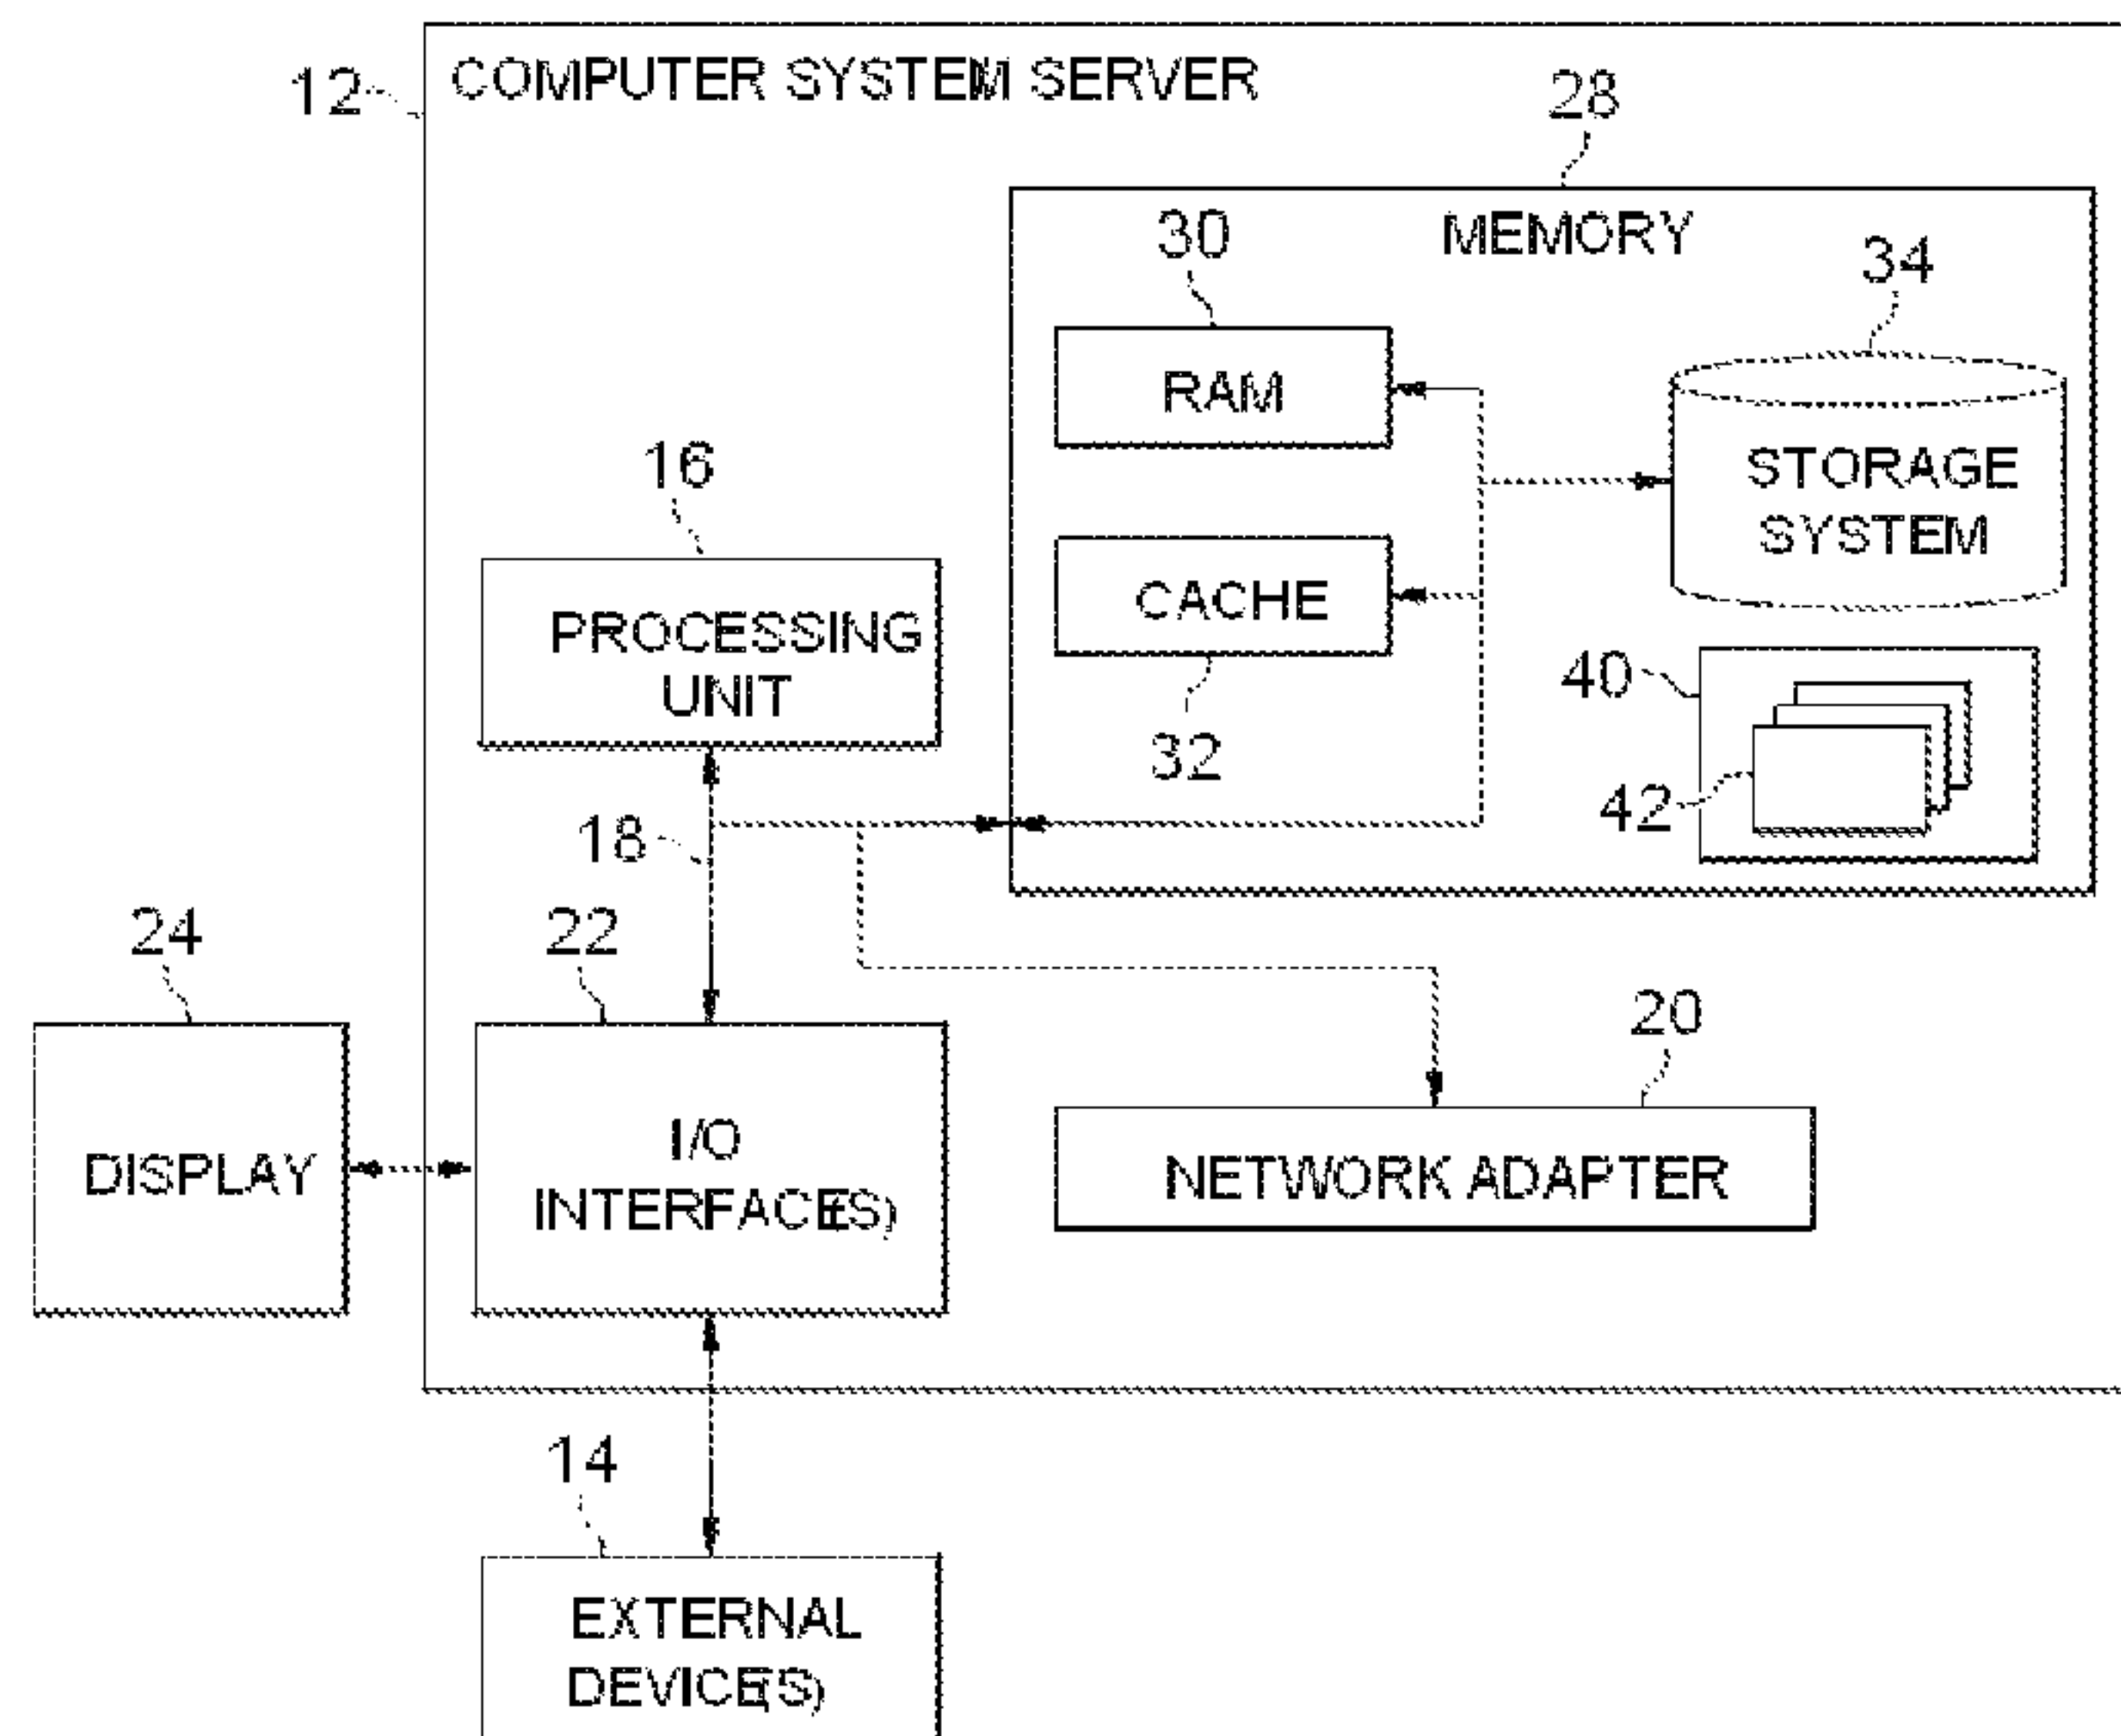 12
COMPUTER SYSTEM SERVER
28
MEMORY
30
34
RAM
STORAGE
SYSTEM
16
PROCESSING
UNIT
CACHE
32
40
42
18
24
22
20
DISPLAY
I/O
INTERFACE(S)
NETWORK ADAPTER
14
EXTERNAL
DEVICE(S)